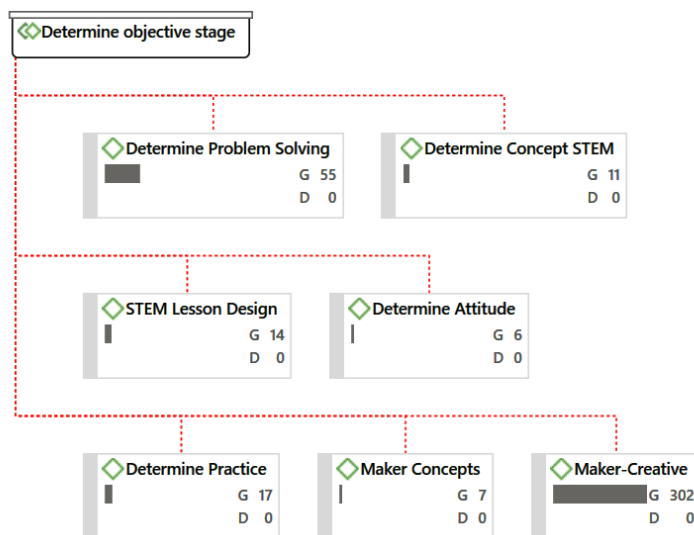 Determine objective stage
Determine Problem Solving
G 55
D 0
Determine Concept STEM
G 11
D 0
STEM Lesson Design
G 14
D 0
Determine Attitude
G 6
D 0
Determine Practice
G 17
D 0
Maker Concepts
G 7
D 0
Maker-Creative
G 302
D 0